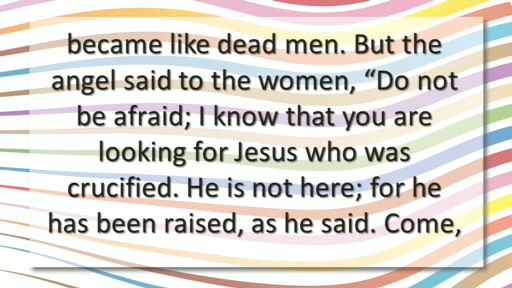 became like dead men. But the
angel said to the women, “Do not
be afraid; I know that you are
looking for Jesus who was
crucified. He is not here; for he
has been raised, as he said. Come,